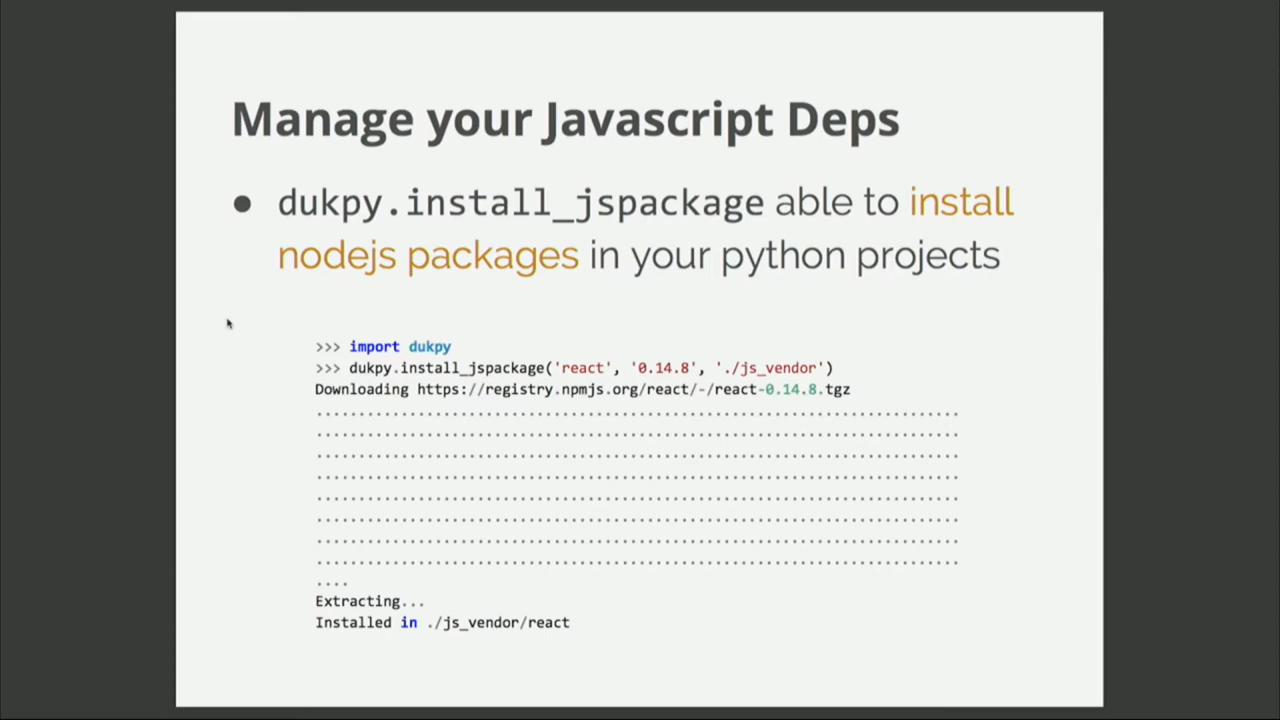 Manage your Javascript Deps
● dukpy.install_jspackage able to install
nodejs packages in your python projects
>>> import dukpy
>>> dukpy.install_jspackage('react', '0.14.8', './js_vendor')
Downloading https://registry.npmjs.org/react/-/react-0.14.8.tgz
............................................................................
............................................................................
............................................................................
............................................................................
............................................................................
............................................................................
............................................................................
............................................................................
....
Extracting...
Installed in ./js_vendor/react